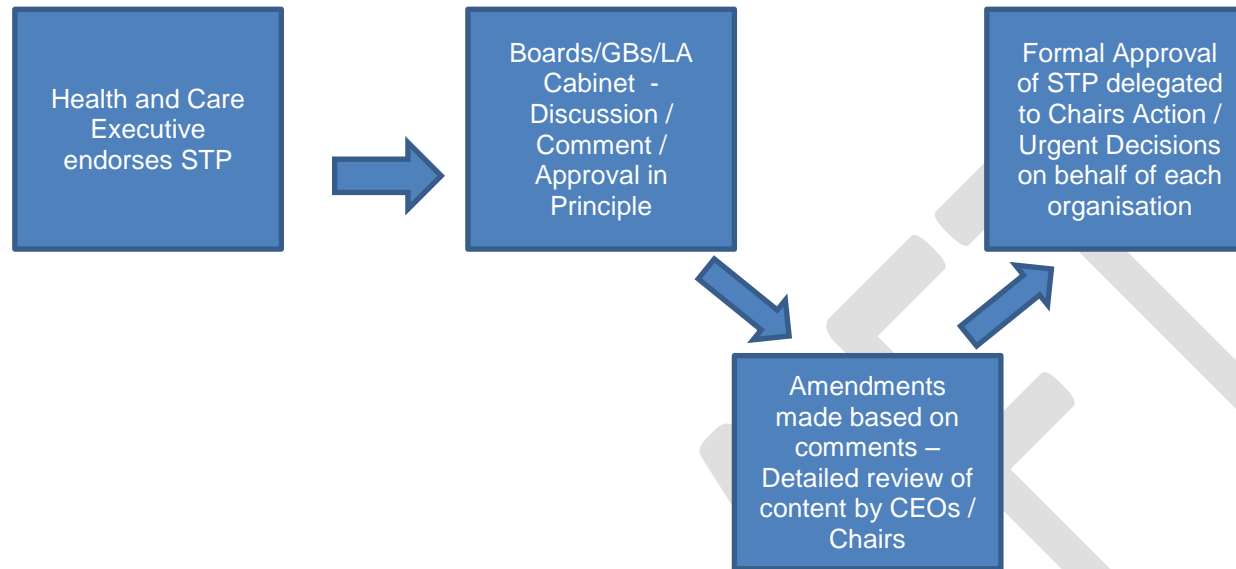 Health and Care
Executive
endorses STP
Boards/GBs/LA
Cabinet -
Discussion /
Comment /
Approval in
Principle
Amendments
made based on
comments –
Detailed review of
content by CEOs /
Chairs
Formal Approval
of STP delegated
to Chairs Action /
Urgent Decisions
on behalf of each
organisation